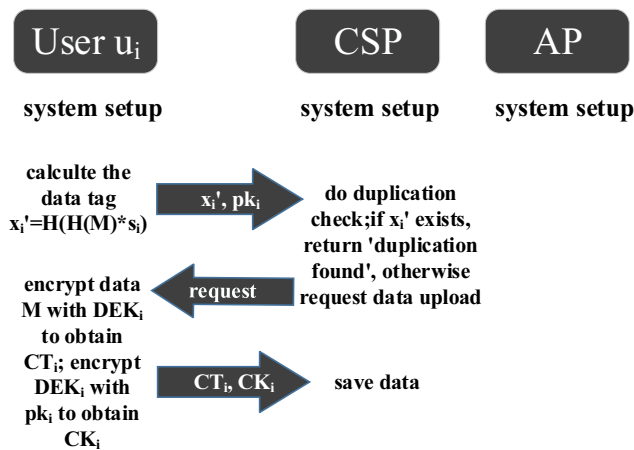 User uᵢ
CSP
AP
system setup
system setup
system setup
calculte the
data tag
xᵢ'=H(H(M)*sᵢ)
xᵢ', pkᵢ
do duplication
check;if xᵢ' exists,
return 'duplication
found', otherwise
request data upload
request
encrypt data
M with DEKᵢ
to obtain
CTᵢ; encrypt
DEKᵢ with
pkᵢ to obtain
CKᵢ
CTᵢ, CKᵢ
save data